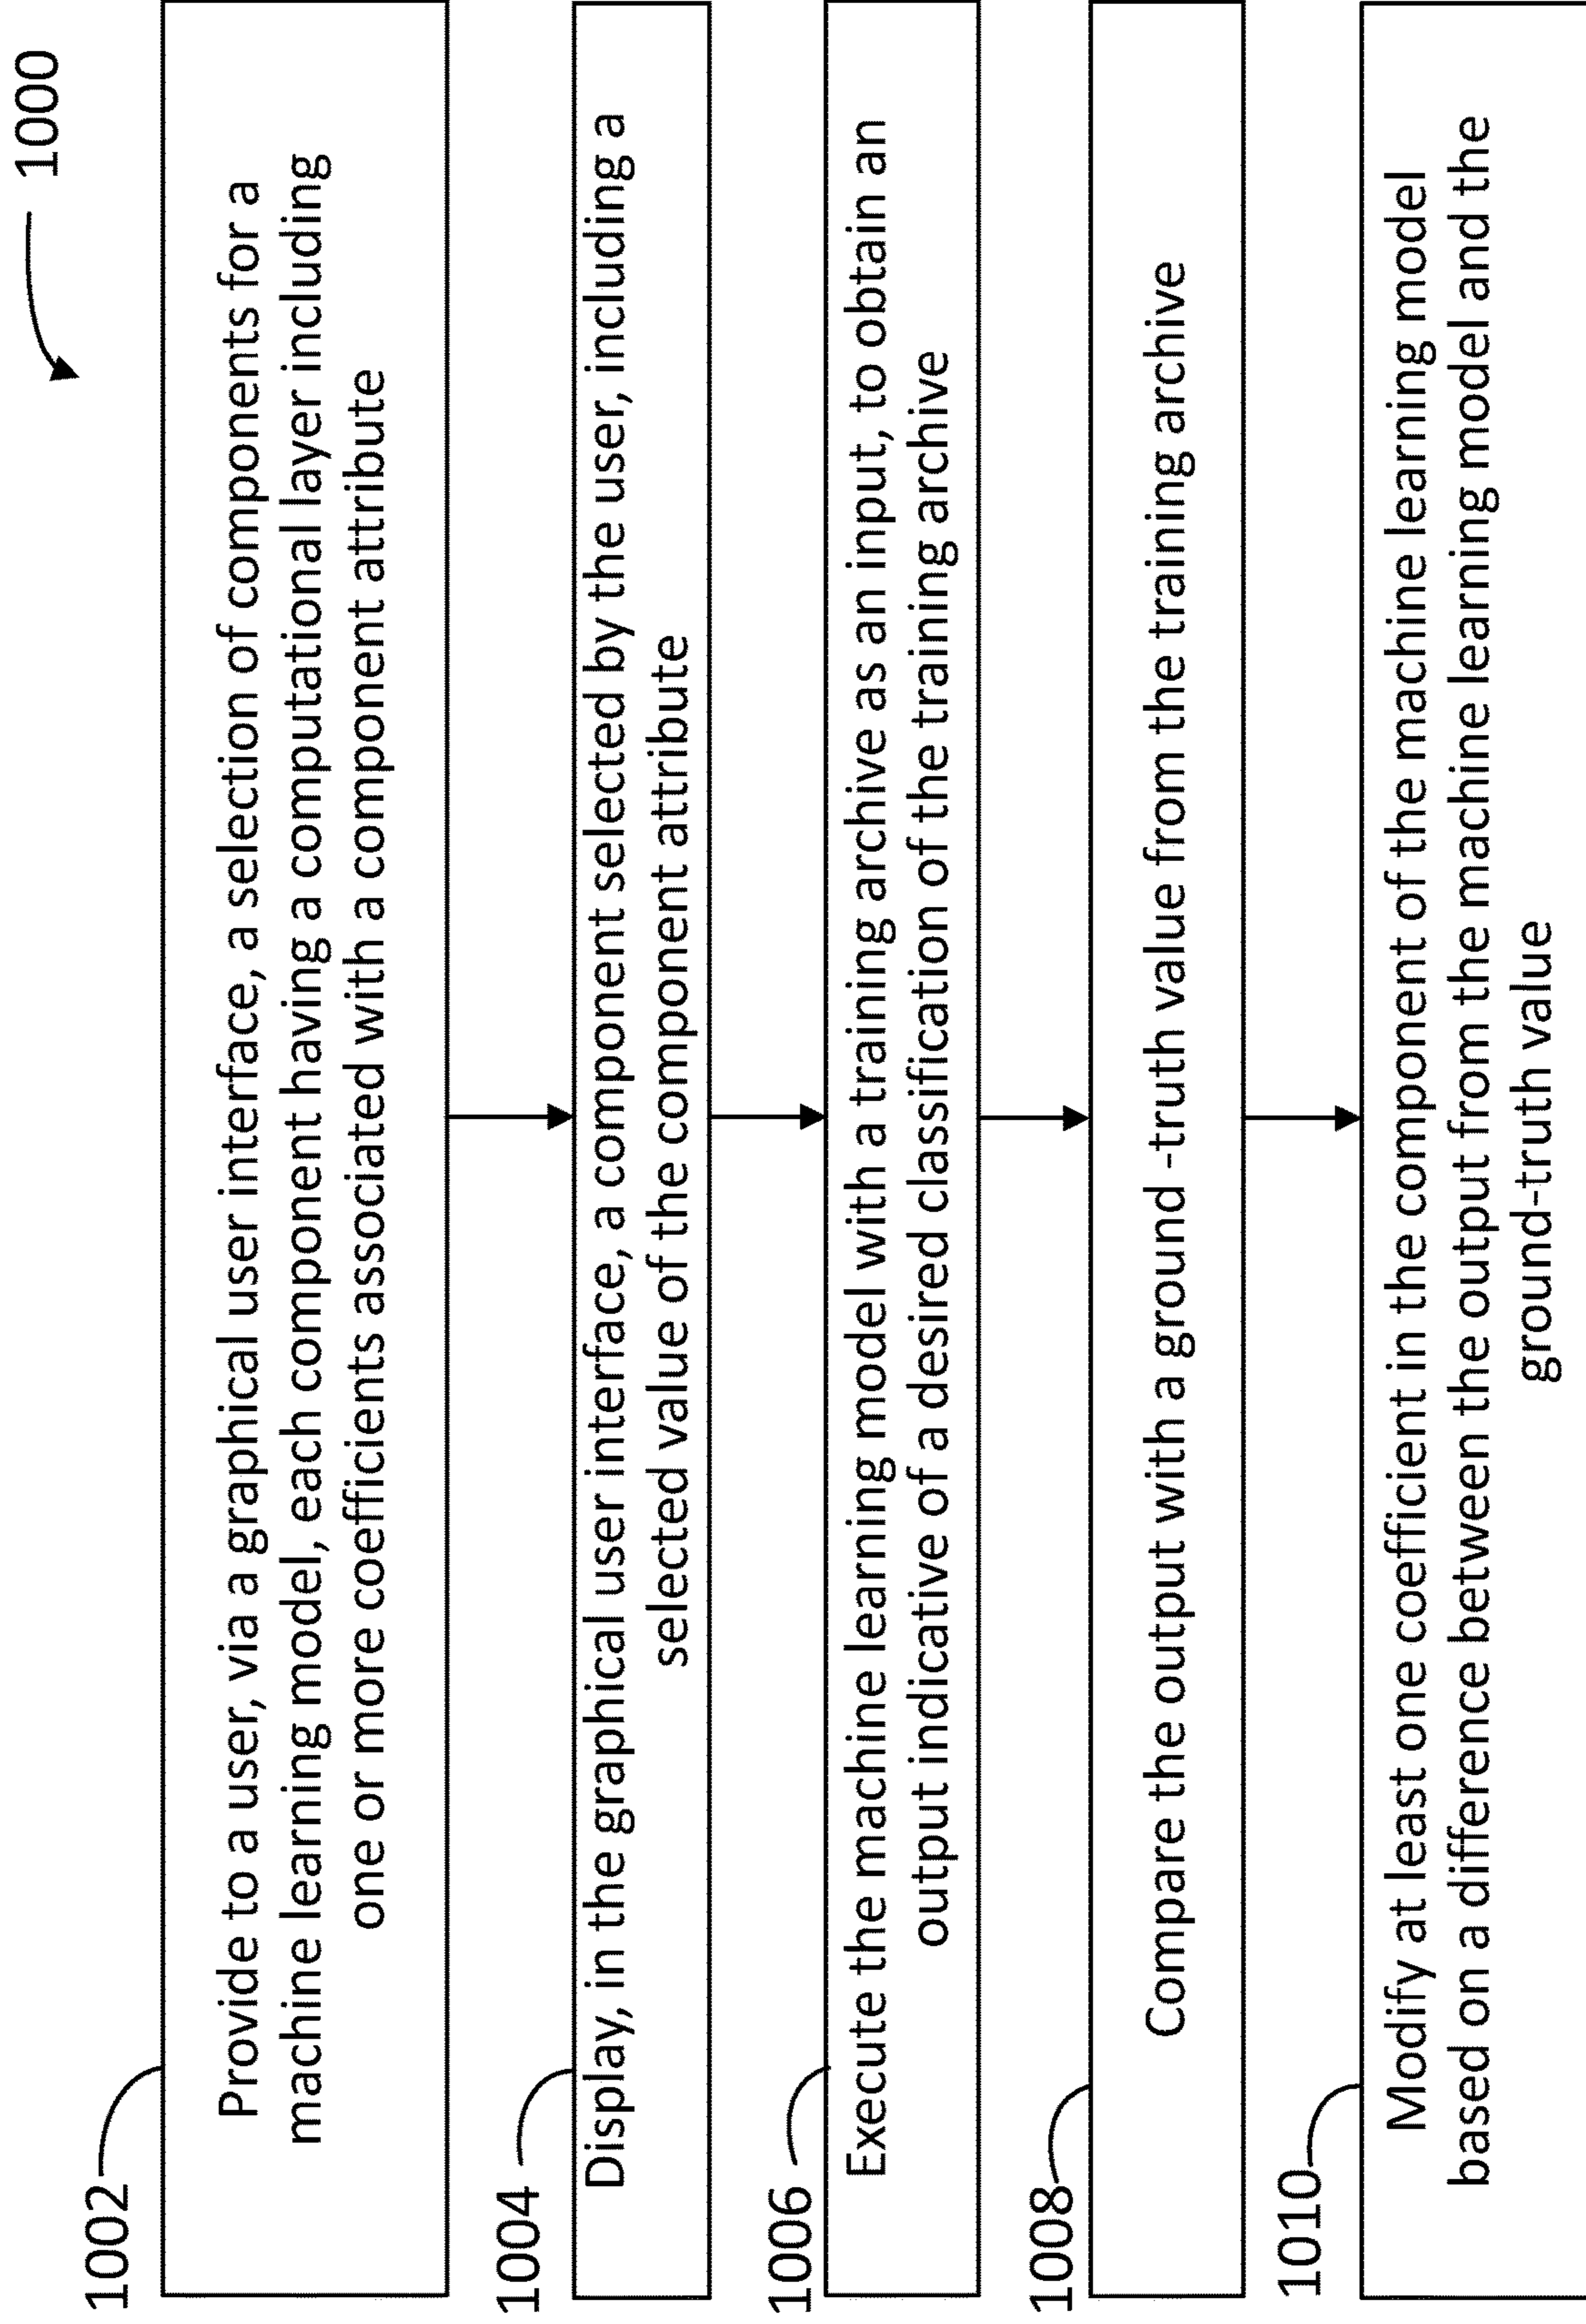 1000
1002
Provide to a user, via a graphical user interface, a selection of components for a
machine learning model, each component having a computational layer including
one or more coefficients associated with a component attribute
1004
Display, in the graphical user interface, a component selected by the user, including a
selected value of the component attribute
1006
Execute the machine learning model with a training archive as an input, to obtain an
output indicative of a desired classification of the training archive
1008
Compare the output with a ground -truth value from the training archive
1010
Modify at least one coefficient in the component of the machine learning model
based on a difference between the output from the machine learning model and the
ground-truth value